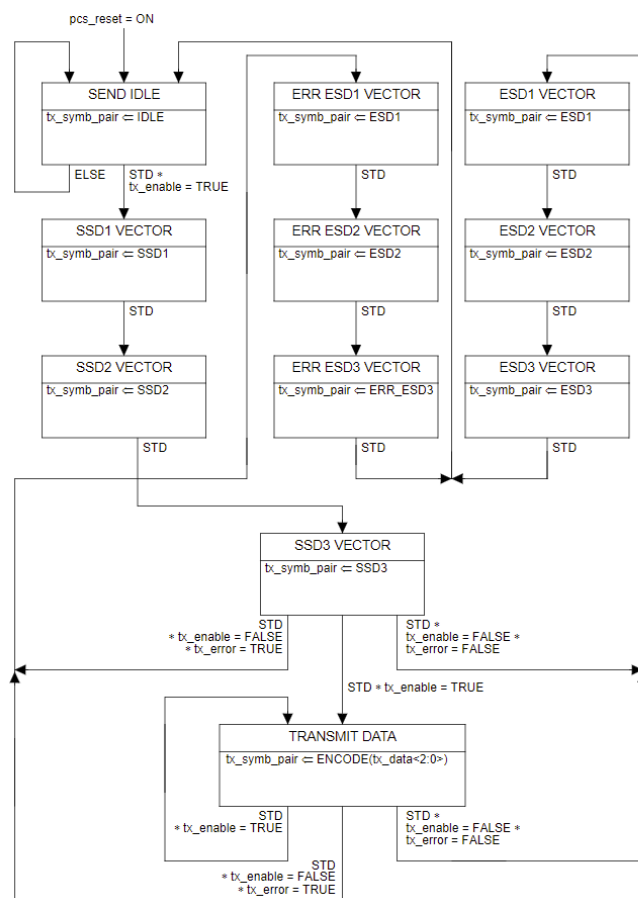 pcs_reset = ON
SEND IDLE
tx_symb_pair ⇐ IDLE
ELSE
STD *
tx_enable = TRUE
ERR ESD1 VECTOR
tx_symb_pair ⇐ ESD1
STD
ESD1 VECTOR
tx_symb_pair ⇐ ESD1
STD
SSD1 VECTOR
tx_symb_pair ⇐ SSD1
STD
ERR ESD2 VECTOR
tx_symb_pair ⇐ ESD2
STD
ESD2 VECTOR
tx_symb_pair ⇐ ESD2
STD
SSD2 VECTOR
tx_symb_pair ⇐ SSD2
STD
ERR ESD3 VECTOR
tx_symb_pair ⇐ ERR_ESD3
STD
ESD3 VECTOR
tx_symb_pair ⇐ ESD3
STD
SSD3 VECTOR
tx_symb_pair ⇐ SSD3
STD
* tx_enable = FALSE
* tx_error = TRUE
STD *
tx_enable = FALSE *
tx_error = FALSE
STD * tx_enable = TRUE
TRANSMIT DATA
tx_symb_pair ⇐ ENCODE(tx_data<2:0>)
STD
* tx_enable = TRUE
STD *
tx_enable = FALSE *
tx_error = FALSE
STD
* tx_enable = FALSE
* tx_error = TRUE